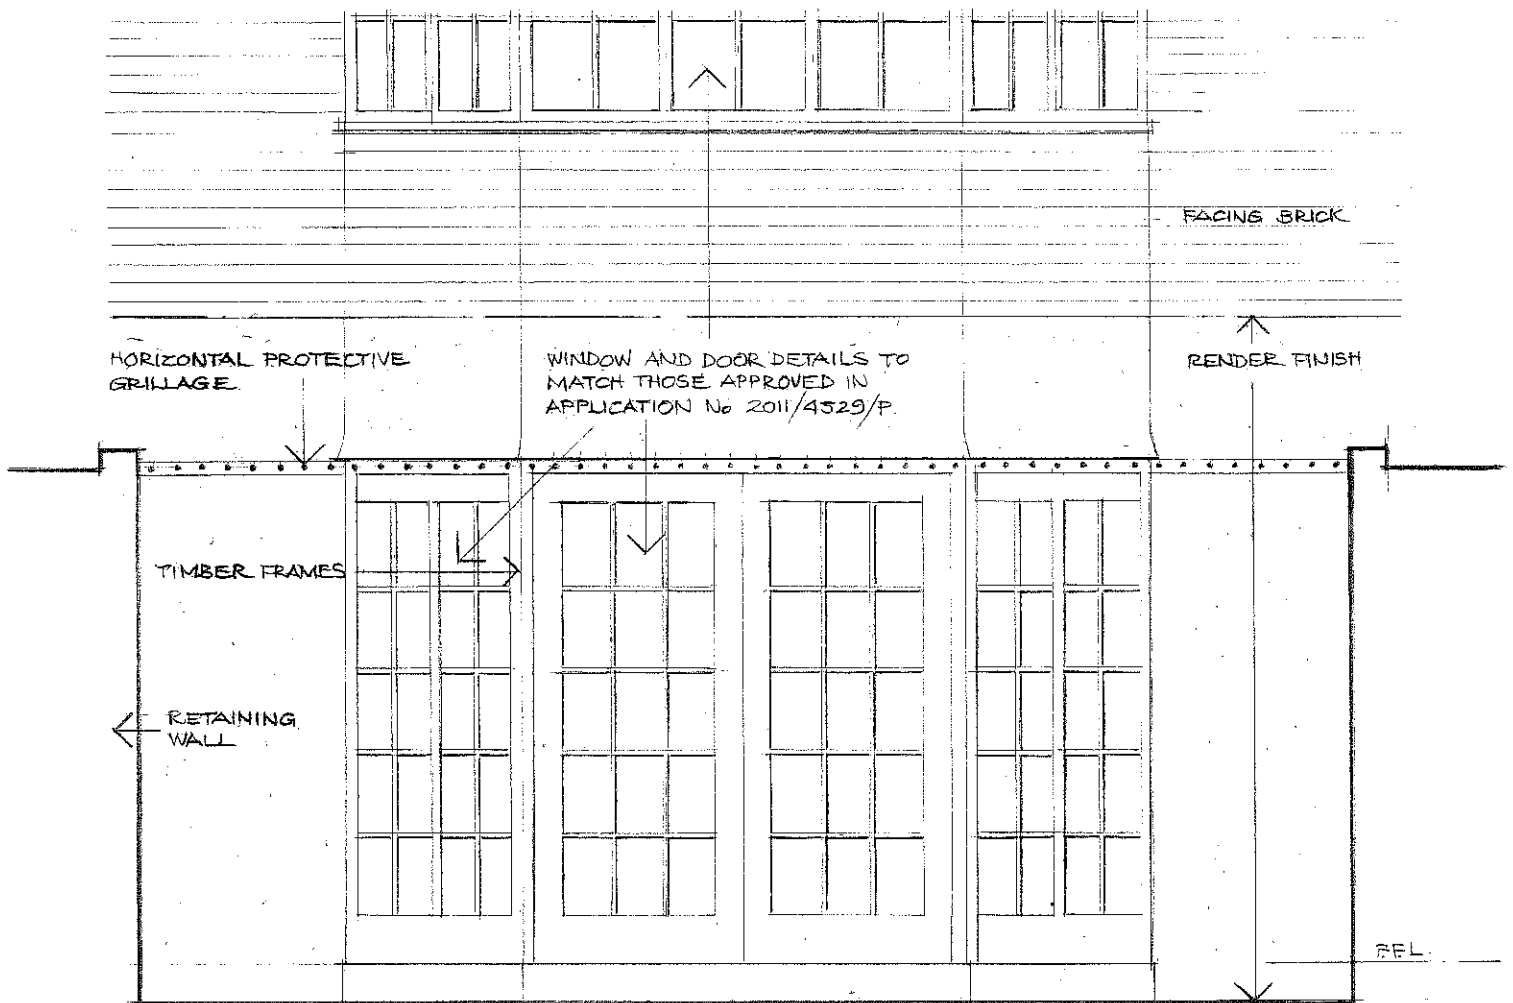 FACING BRICK
HORIZONTAL PROTECTIVE
GRILLAGE
WINDOW AND DOOR DETAILS TO
MATCH THOSE APPROVED IN
APPLICATION No 2011/4529/P.
RENDER FINISH
TIMBER FRAMES
RETAINING
WALL
FFL.